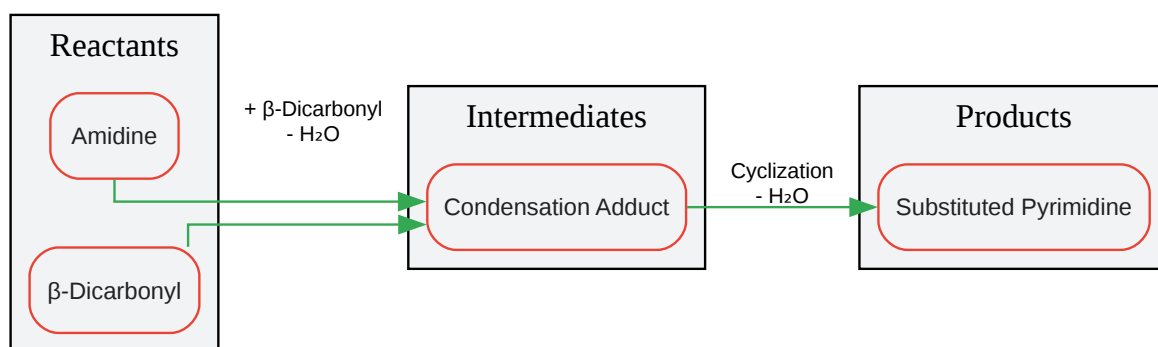 Reactants
Amidine
β-Dicarbonyl
+ β-Dicarbonyl
- H₂O
Intermediates
Condensation Adduct
Cyclization
- H₂O
Products
Substituted Pyrimidine